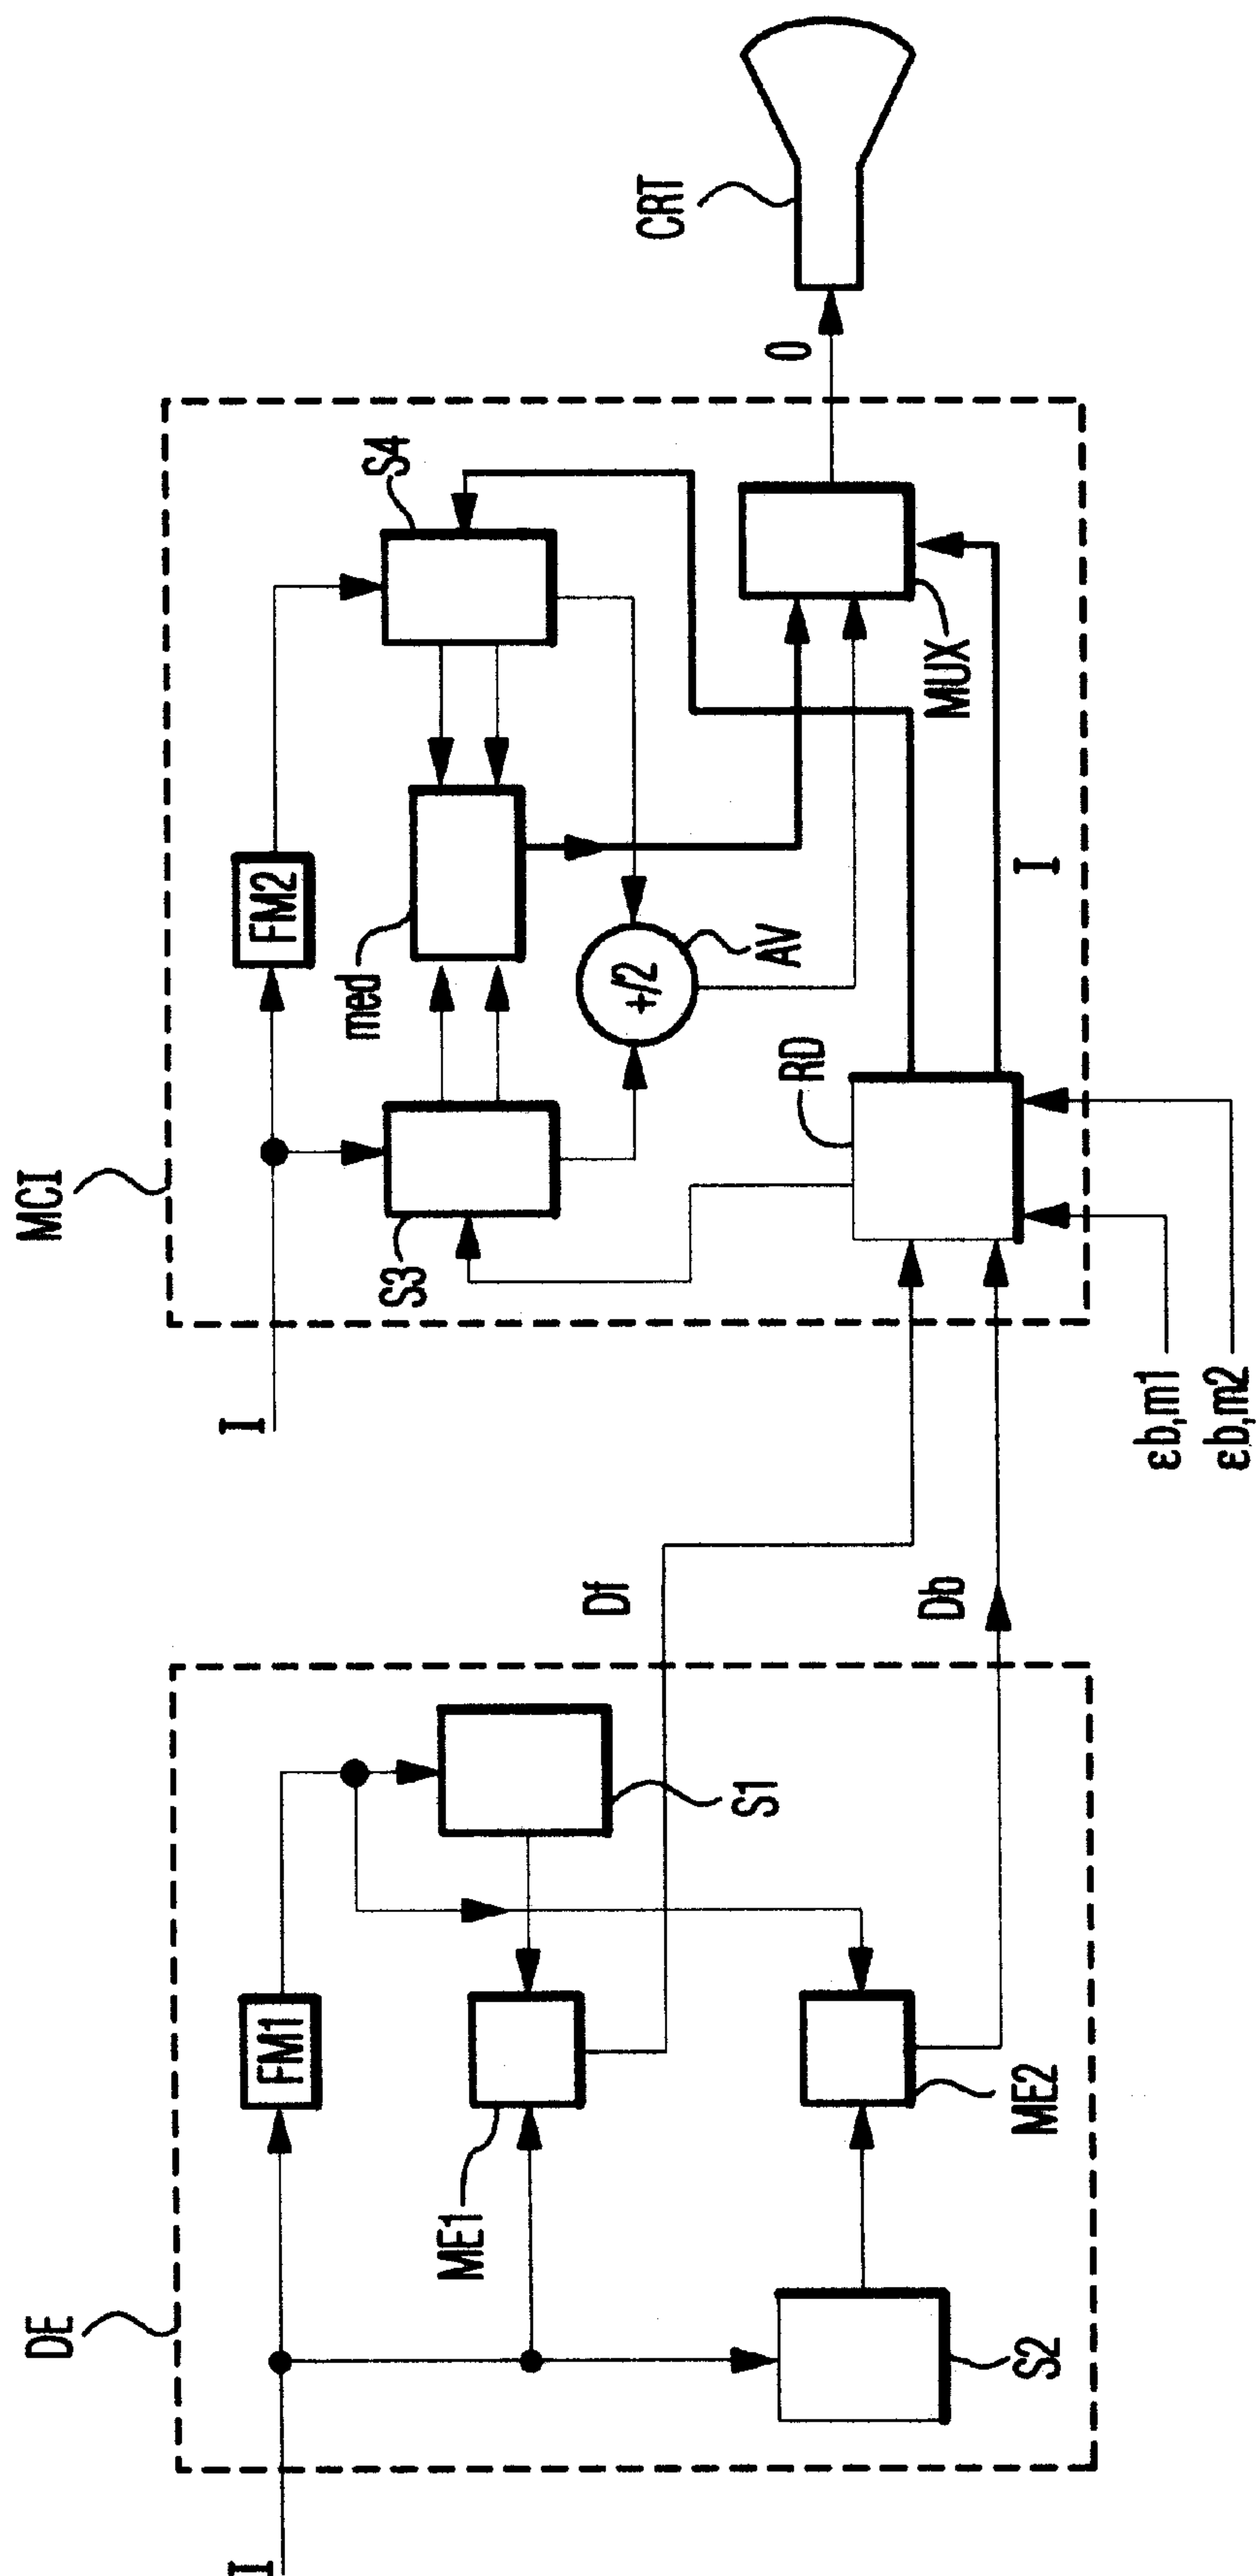 I
DE
FM1
ME1
S1
S2
ME2
Df
Db
MCI
I
FM2
S3
med
S4
+/2
AV
RD
MUX
I
εb,m1
εb,m2
O
CRT